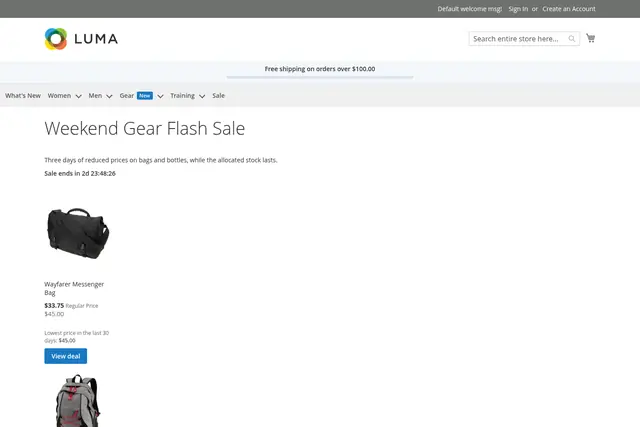 Default welcome msg! Sign In or Create an Account
LUMA
Search entire store here...
Free shipping on orders over $100.00
What's New Women Men Gear New Training Sale
Weekend Gear Flash Sale
Three days of reduced prices on bags and bottles, while the allocated stock lasts.
Sale ends in 2d 23:48:26
Wayfarer Messenger
Bag
$33.75 Regular Price
$45.00
Lowest price in the last 30
days: $45.00
View deal